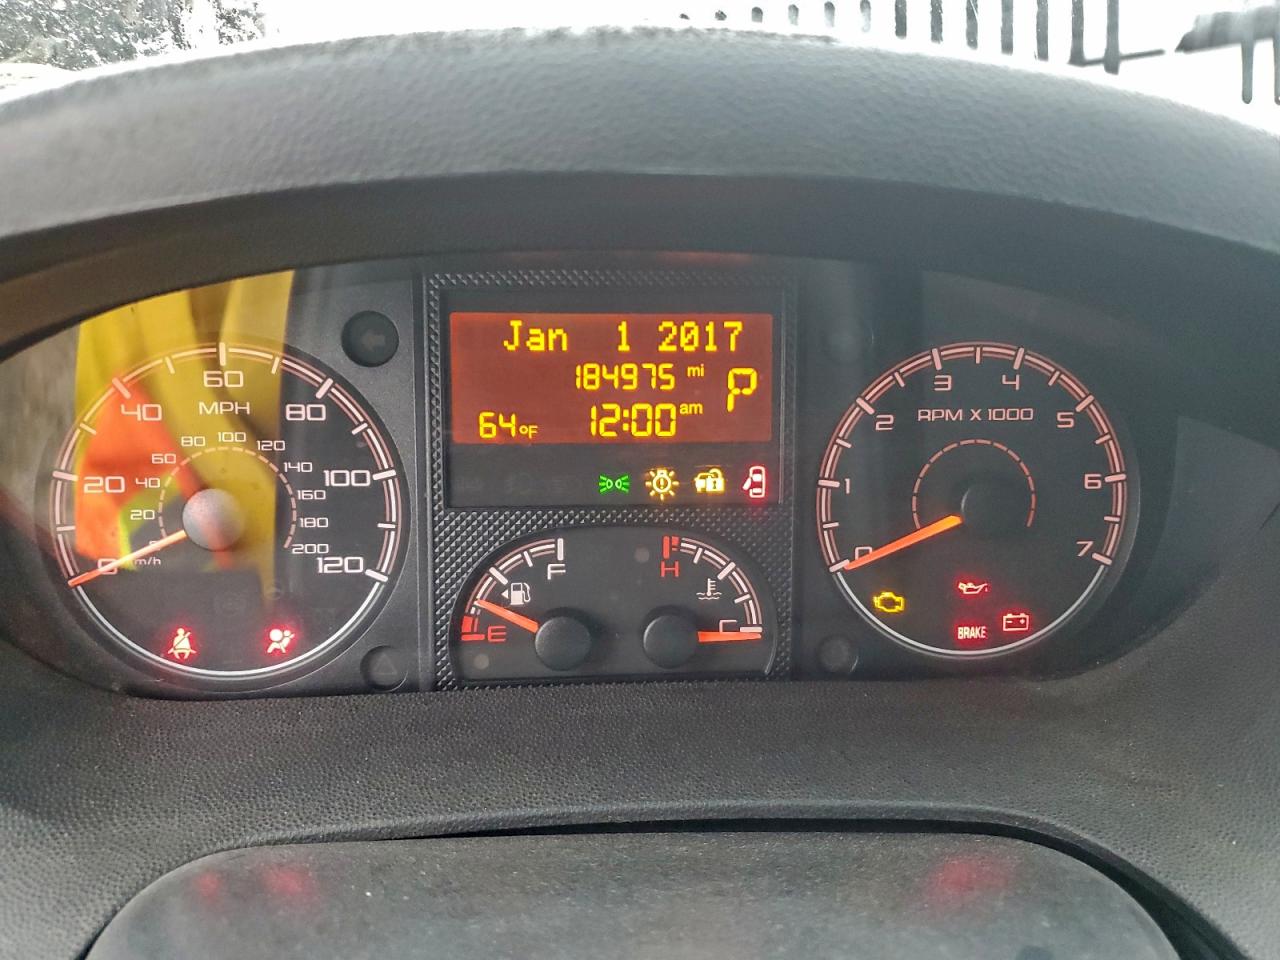 Jan 1 2017
184975 mi
P
64°F 12:00 am
MPH
0 20 40 60 80 100 120
km/h
20 40 60 80 100 120 140 160 180 200
E F
H C
RPM X 1000
0 1 2 3 4 5 6 7
BRAKE